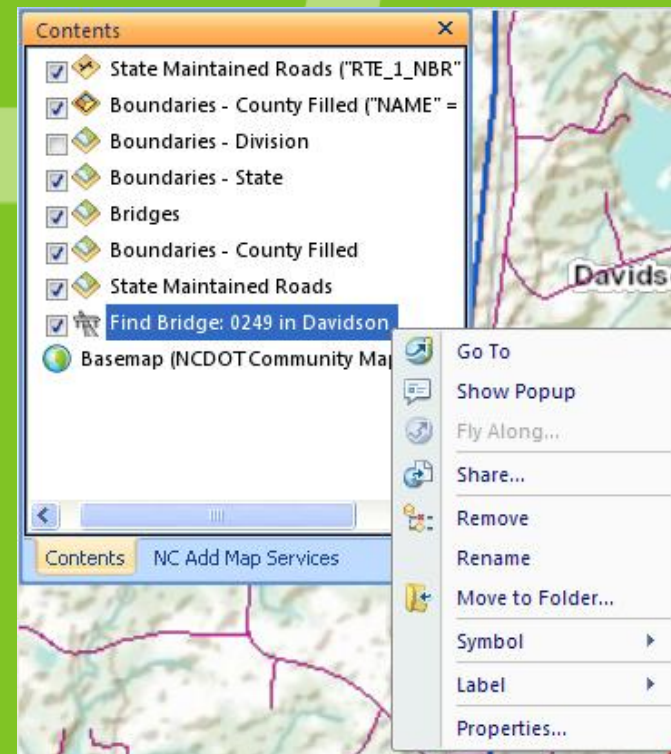 Contents
State Maintained Roads ("RTE_1_NBR"
Boundaries - County Filled ("NAME" =
Boundaries - Division
Boundaries - State
Bridges
Boundaries - County Filled
State Maintained Roads
Find Bridge: 0249 in Davidson
Basemap (NCDOT Community Ma
Contents
NC Add Map Services
Davids
Go To
Show Popup
Fly Along...
Share...
Remove
Rename
Move to Folder...
Symbol
Label
Properties...